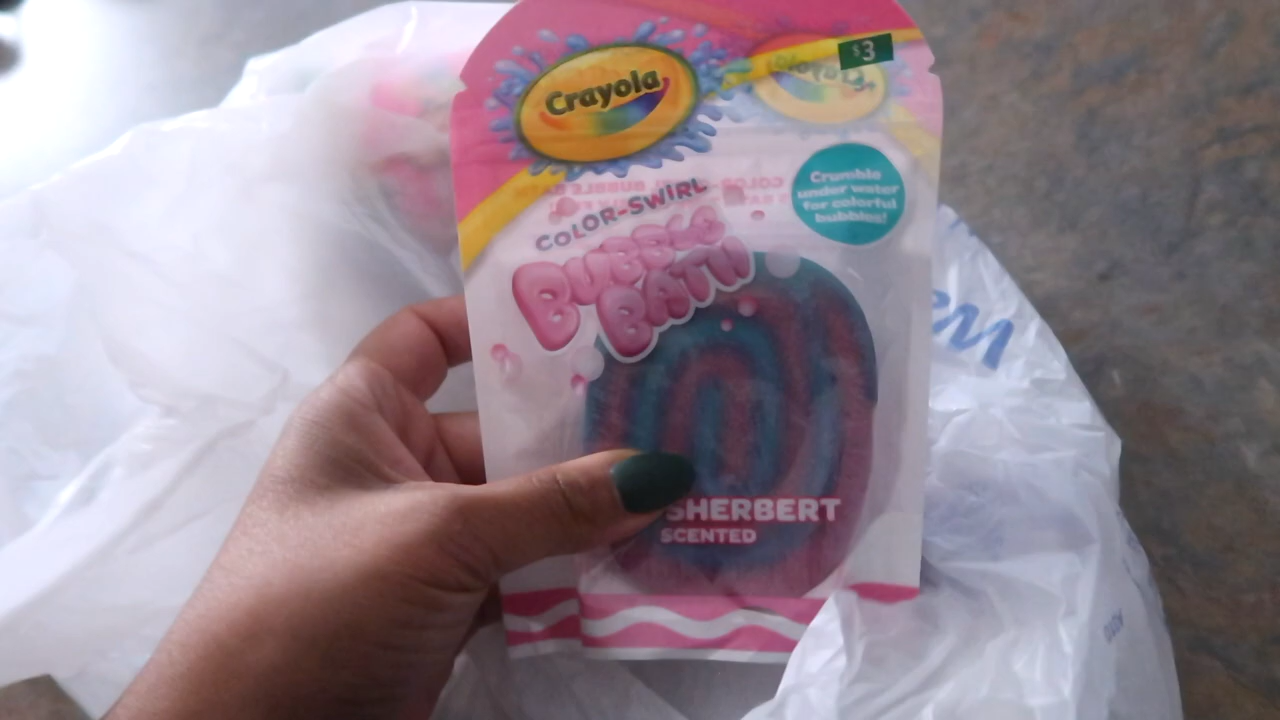 Crayola
$3
Crumble
under water
for colorful
bubbles!
COLOR-SWIRL
BUBBLE
BATH
SHERBERT
SCENTED